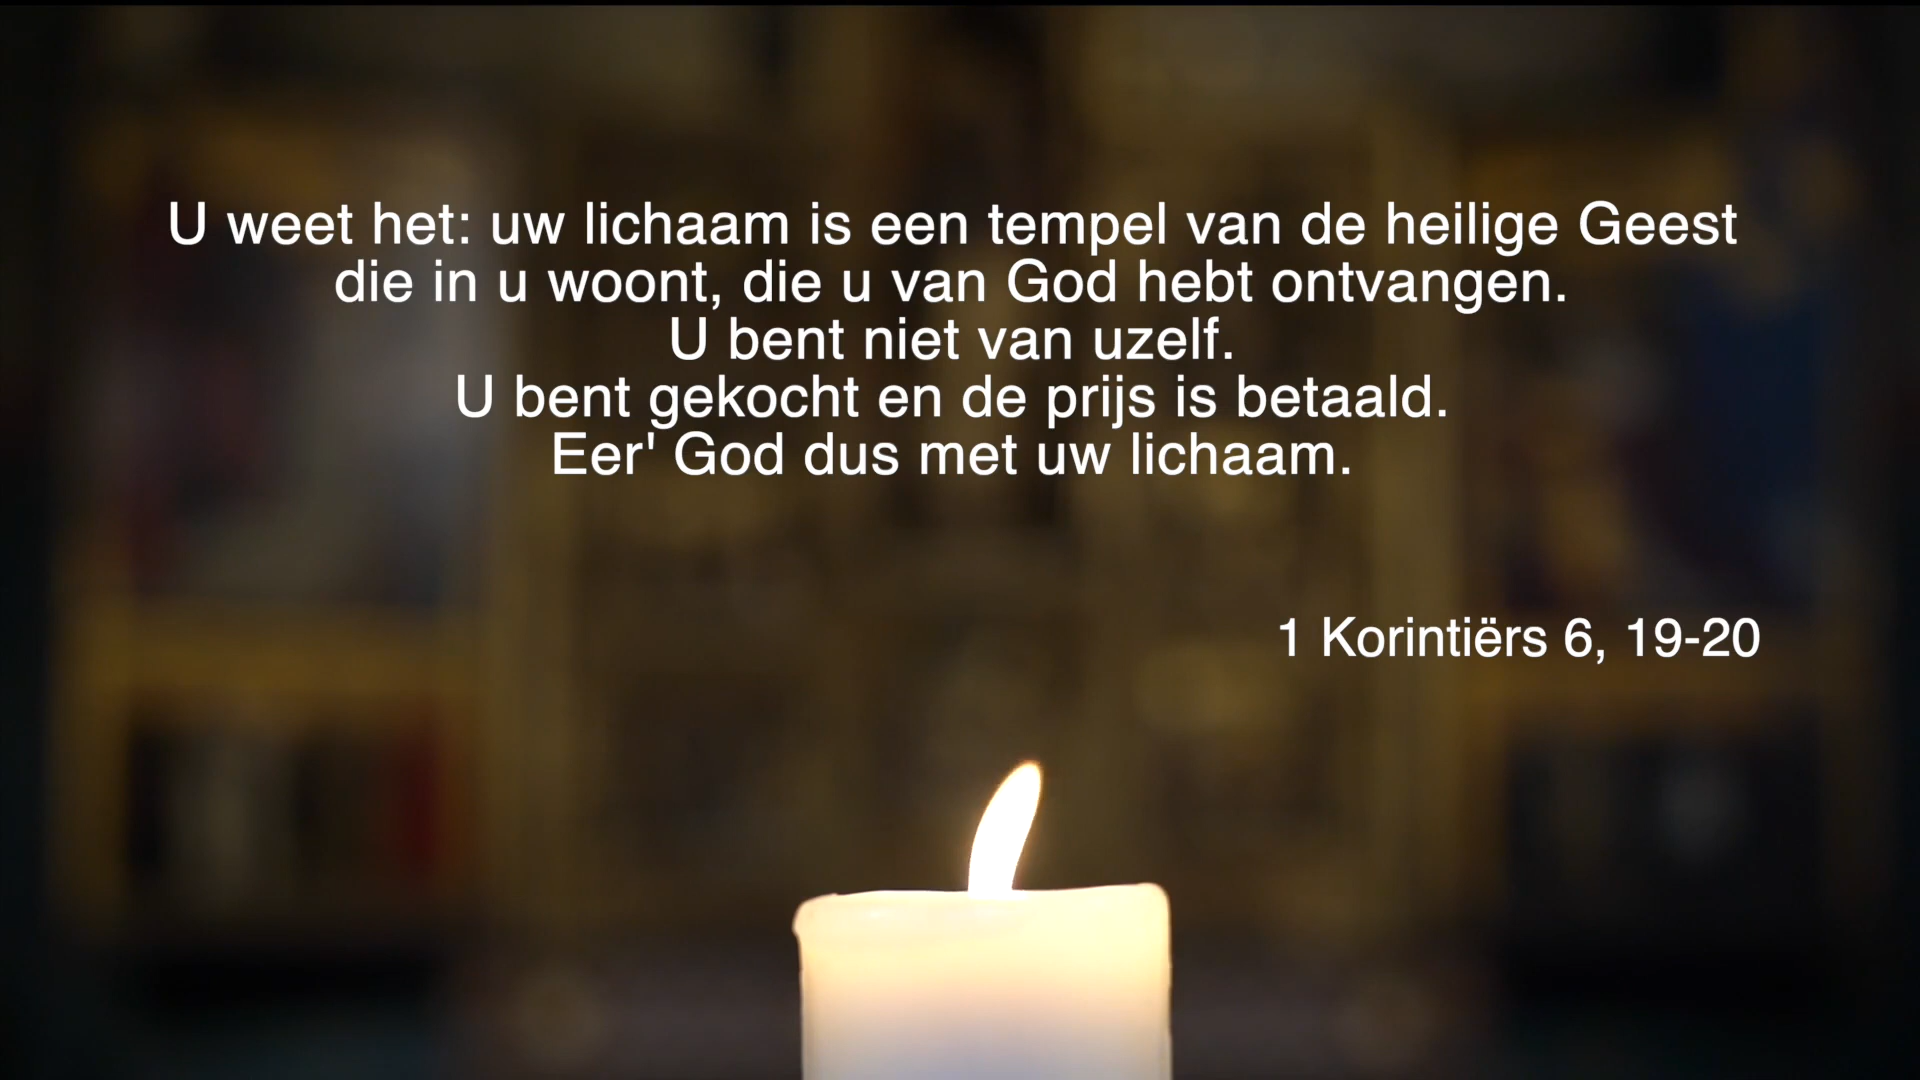 U weet het: uw lichaam is een tempel van de heilige Geest
die in u woont, die u van God hebt ontvangen.
U bent niet van uzelf.
U bent gekocht en de prijs is betaald.
Eer' God dus met uw lichaam.
1 Korintiërs 6, 19-20